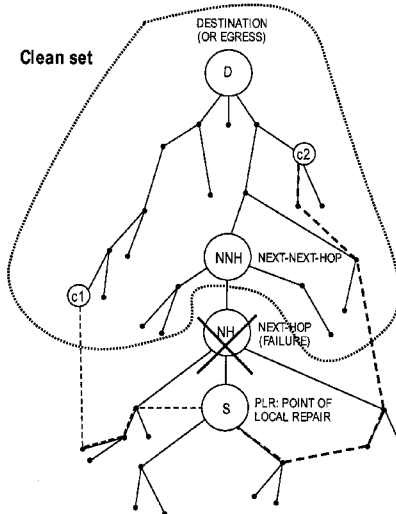 DESTINATION
(OR EGRESS)
Clean set
D
c2
NNH
NEXT-NEXT-HOP
c1
NH
NEXT-HOP
(FAILURE)
S
PLR: POINT OF
LOCAL REPAIR